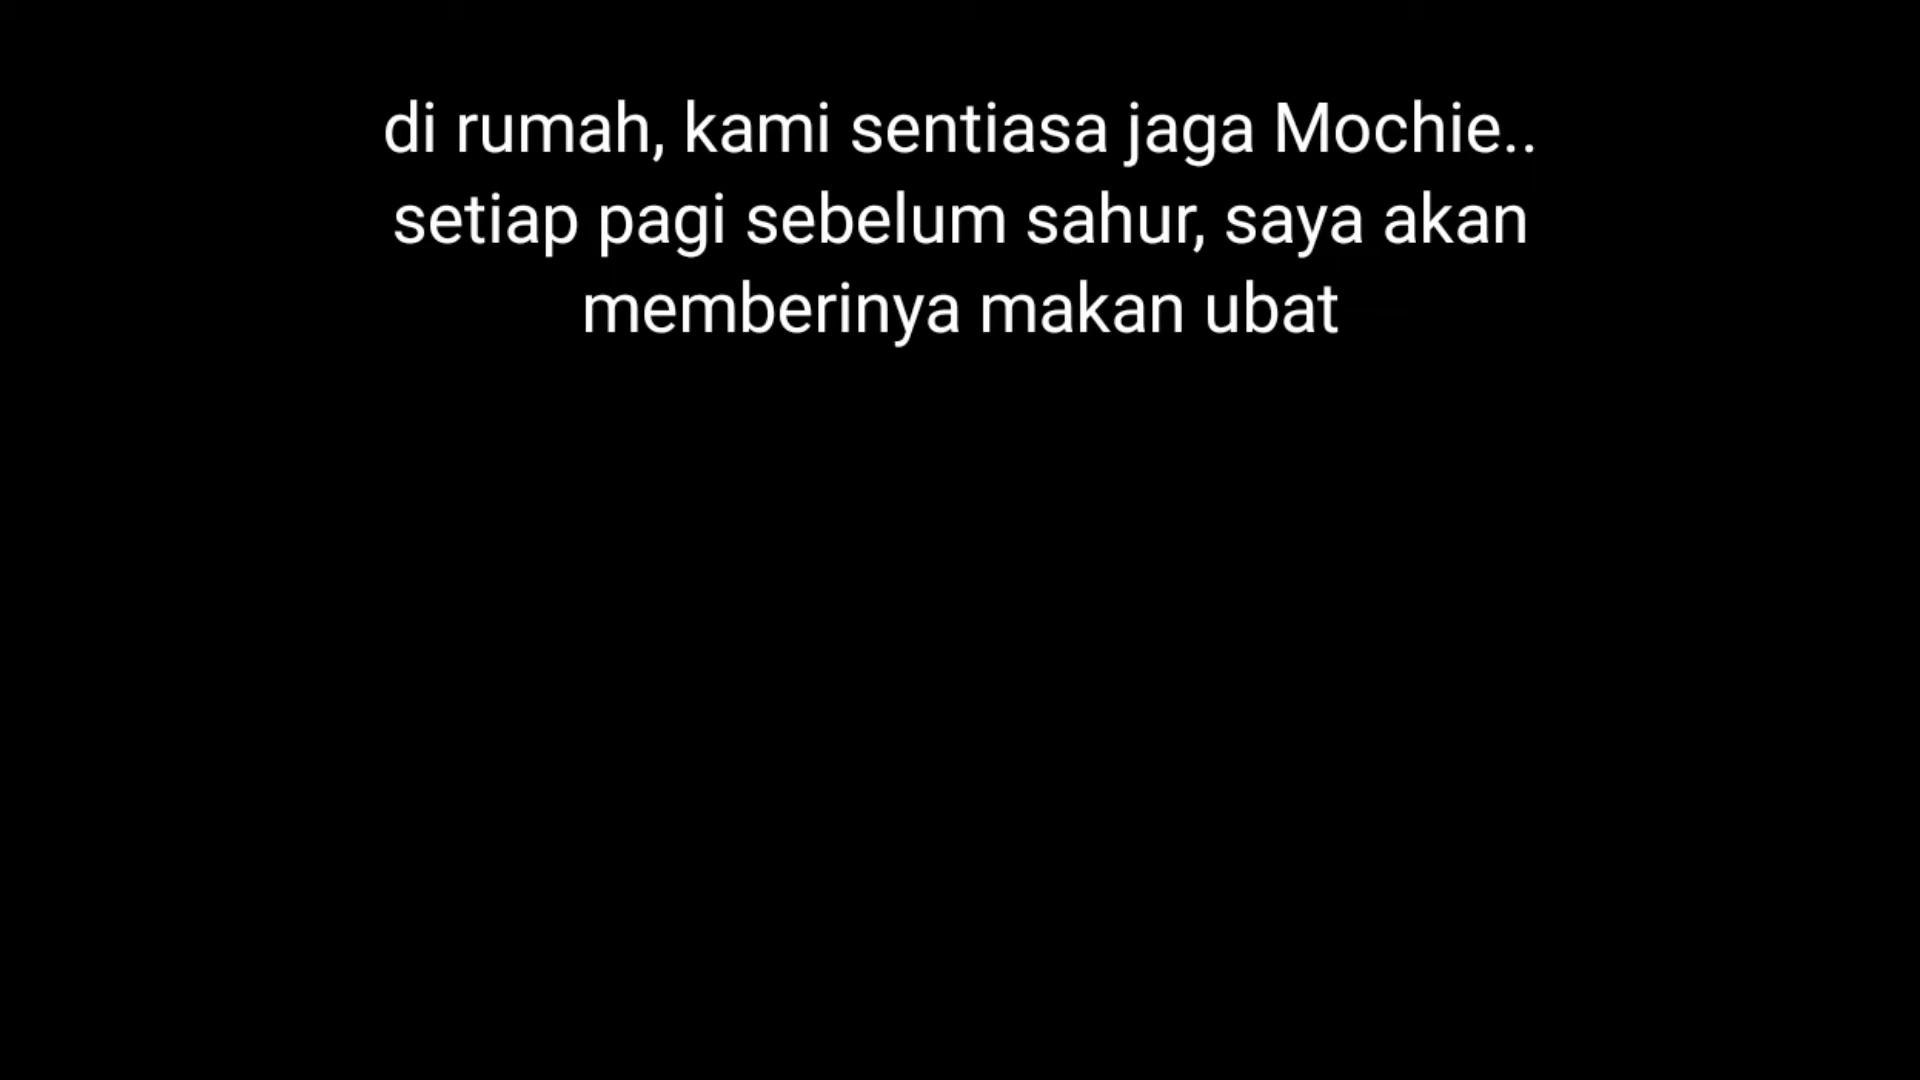 di rumah, kami sentiasa jaga Mochie..
setiap pagi sebelum sahur, saya akan
memberinya makan ubat